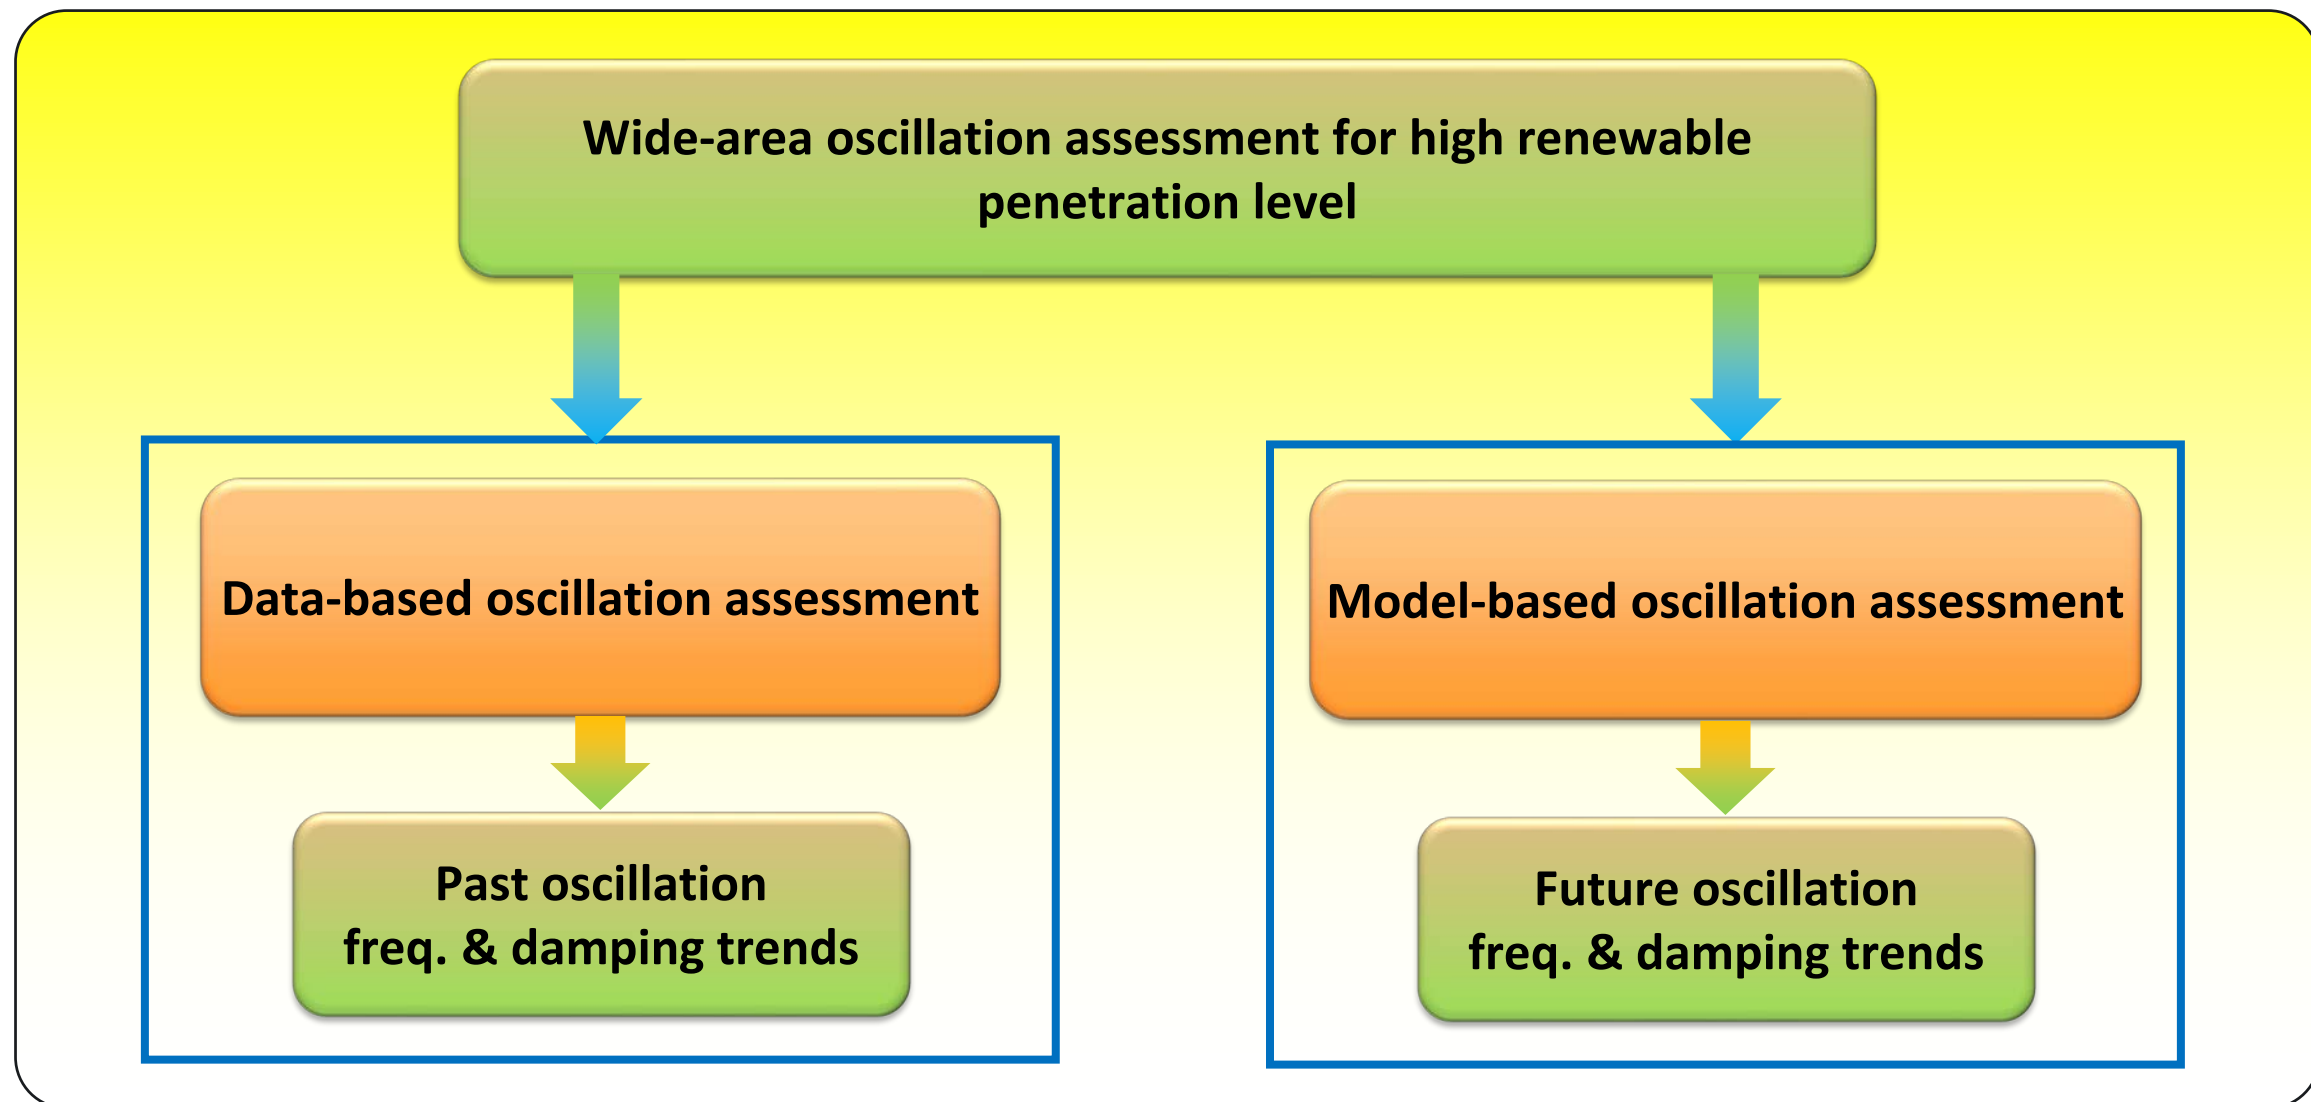 Wide-area oscillation assessment for high renewable
penetration level
Data-based oscillation assessment
Past oscillation
freq. & damping trends
Model-based oscillation assessment
Future oscillation
freq. & damping trends